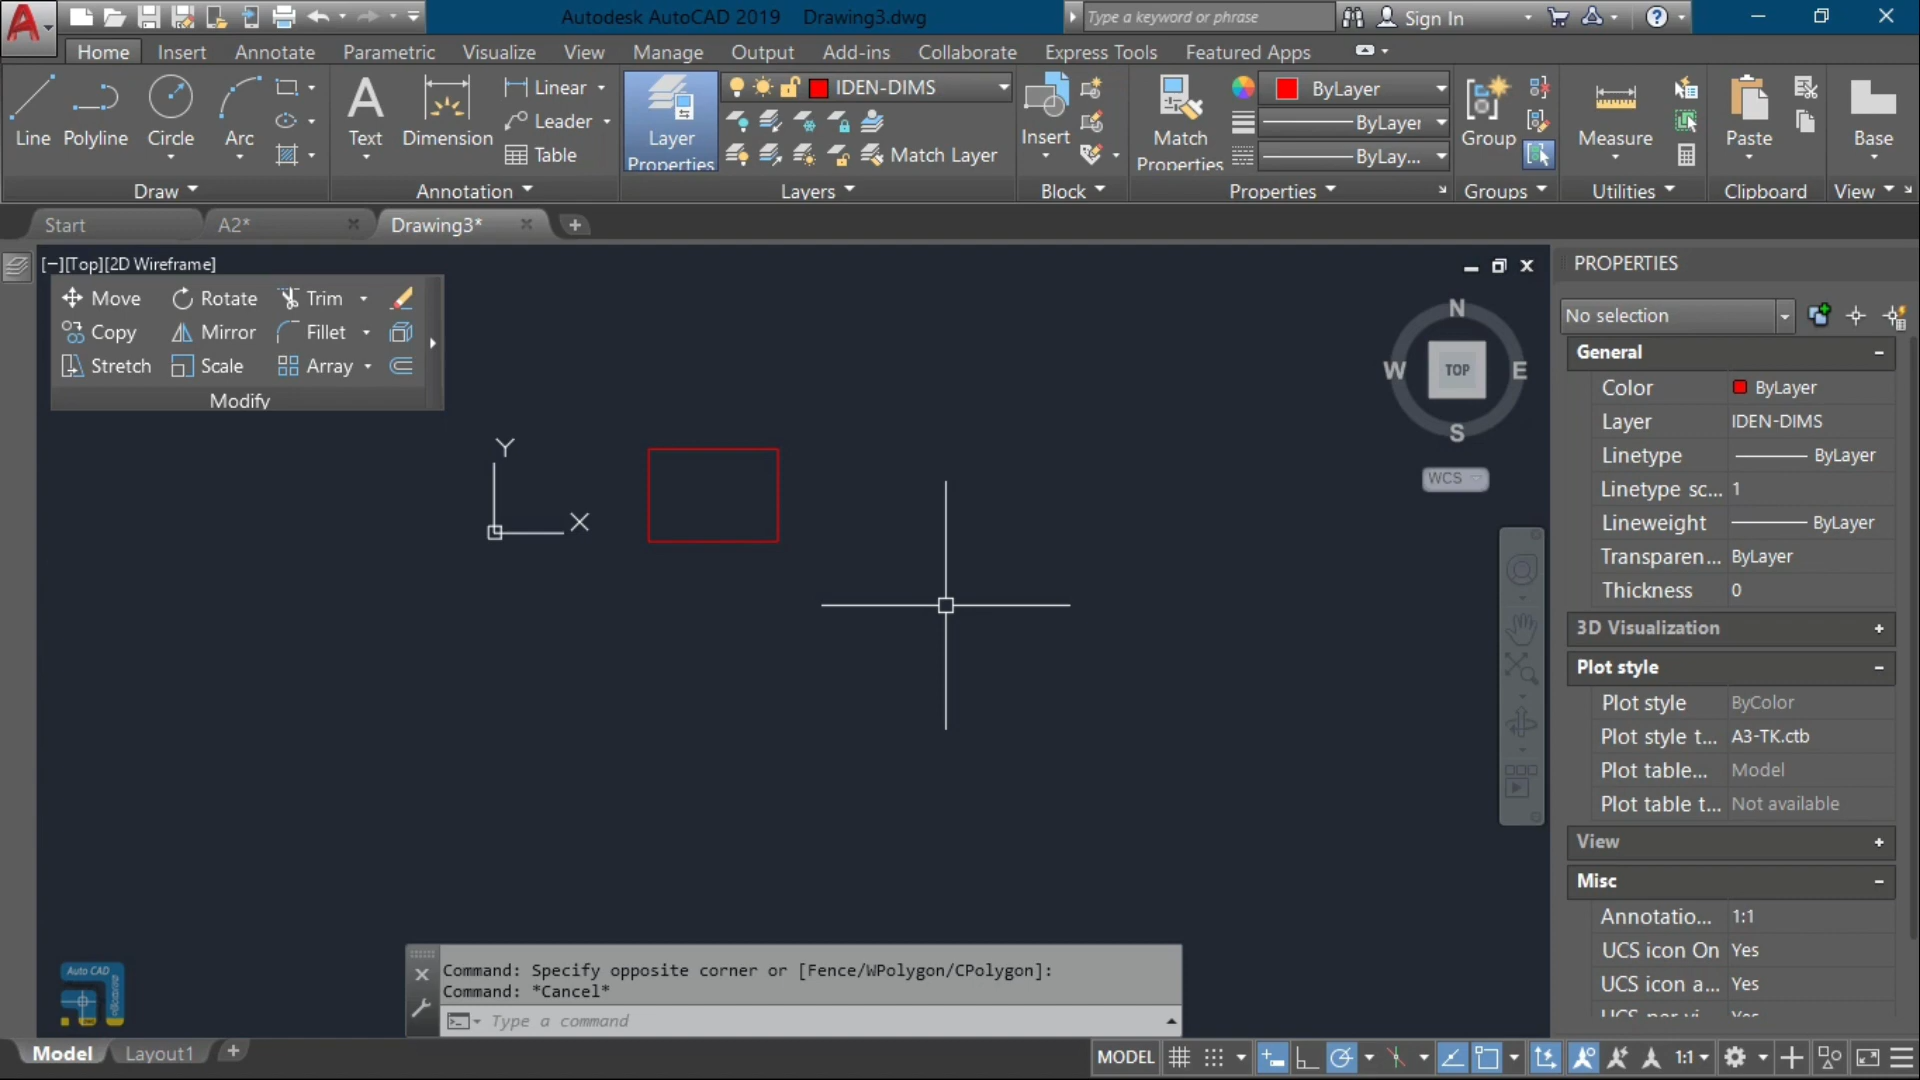 Autodesk AutoCAD 2019 Drawing3.dwg
Type a keyword or phrase
Sign In
Home Insert Annotate Parametric Visualize View Manage Output Add-ins Collaborate Express Tools Featured Apps
Line Polyline Circle Arc
Text Dimension
Linear
Leader
Table
Layer Properties
IDEN-DIMS
Match Layer
Insert
Match Properties
ByLayer
ByLayer
ByLay...
Group
Measure
Paste
Base
Draw Annotation Layers Block Properties Groups Utilities Clipboard View
Start A2* Drawing3*
[−][Top][2D Wireframe]
Move Rotate Trim
Copy Mirror Fillet
Stretch Scale Array
Modify
Y
X
N
W TOP E
S
WCS
PROPERTIES
No selection
General
Color ByLayer
Layer IDEN-DIMS
Linetype ByLayer
Linetype sc... 1
Lineweight ByLayer
Transparen... ByLayer
Thickness 0
3D Visualization
Plot style
Plot style ByColor
Plot style t... A3-TK.ctb
Plot table... Model
Plot table t... Not available
View
Misc
Annotatio... 1:1
UCS icon On Yes
UCS icon a... Yes
Auto CAD
Command: Specify opposite corner or [Fence/WPolygon/CPolygon]:
Command: *Cancel*
Type a command
Model Layout1
MODEL 1:1